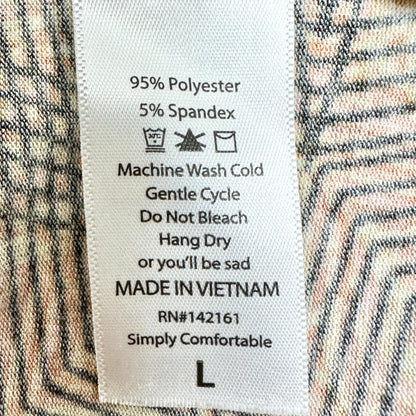 95% Polyester
5% Spandex
Machine Wash Cold
Gentle Cycle
Do Not Bleach
Hang Dry
or you'll be sad
MADE IN VIETNAM
RN#142161
Simply Comfortable
L